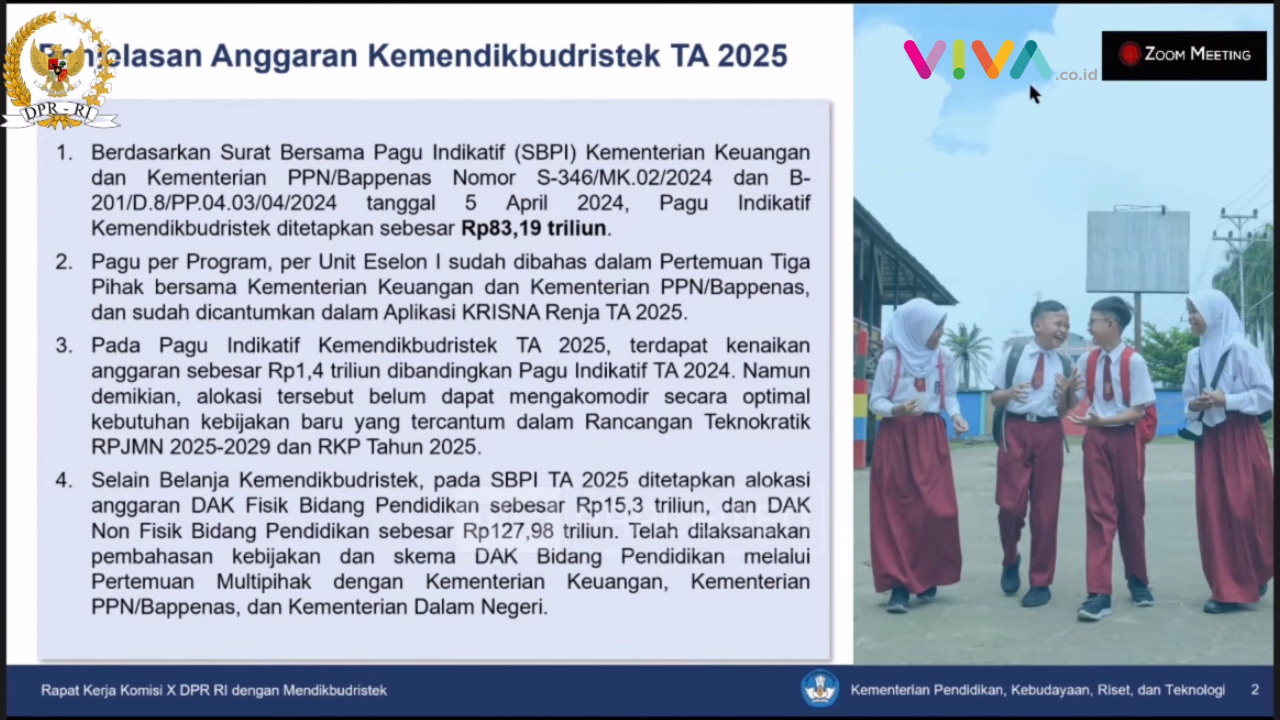 Penjelasan Anggaran Kemendikbudristek TA 2025
DPR - RI
VIVA.co.id
ZOOM MEETING
1. Berdasarkan Surat Bersama Pagu Indikatif (SBPI) Kementerian Keuangan
dan Kementerian PPN/Bappenas Nomor S-346/MK.02/2024 dan B-
201/D.8/PP.04.03/04/2024 tanggal 5 April 2024, Pagu Indikatif
Kemendikbudristek ditetapkan sebesar Rp83,19 triliun.
2. Pagu per Program, per Unit Eselon I sudah dibahas dalam Pertemuan Tiga
Pihak bersama Kementerian Keuangan dan Kementerian PPN/Bappenas,
dan sudah dicantumkan dalam Aplikasi KRISNA Renja TA 2025.
3. Pada Pagu Indikatif Kemendikbudristek TA 2025, terdapat kenaikan
anggaran sebesar Rp1,4 triliun dibandingkan Pagu Indikatif TA 2024. Namun
demikian, alokasi tersebut belum dapat mengakomodir secara optimal
kebutuhan kebijakan baru yang tercantum dalam Rancangan Teknokratik
RPJMN 2025-2029 dan RKP Tahun 2025.
4. Selain Belanja Kemendikbudristek, pada SBPI TA 2025 ditetapkan alokasi
anggaran DAK Fisik Bidang Pendidikan sebesar Rp15,3 triliun, dan DAK
Non Fisik Bidang Pendidikan sebesar Rp127,98 triliun. Telah dilaksanakan
pembahasan kebijakan dan skema DAK Bidang Pendidikan melalui
Pertemuan Multipihak dengan Kementerian Keuangan, Kementerian
PPN/Bappenas, dan Kementerian Dalam Negeri.
Rapat Kerja Komisi X DPR RI dengan Mendikbudristek
Kementerian Pendidikan, Kebudayaan, Riset, dan Teknologi 2